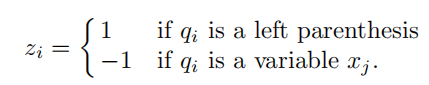 z_i = { 1 if q_i is a left parenthesis
−1 if q_i is a variable x_j.